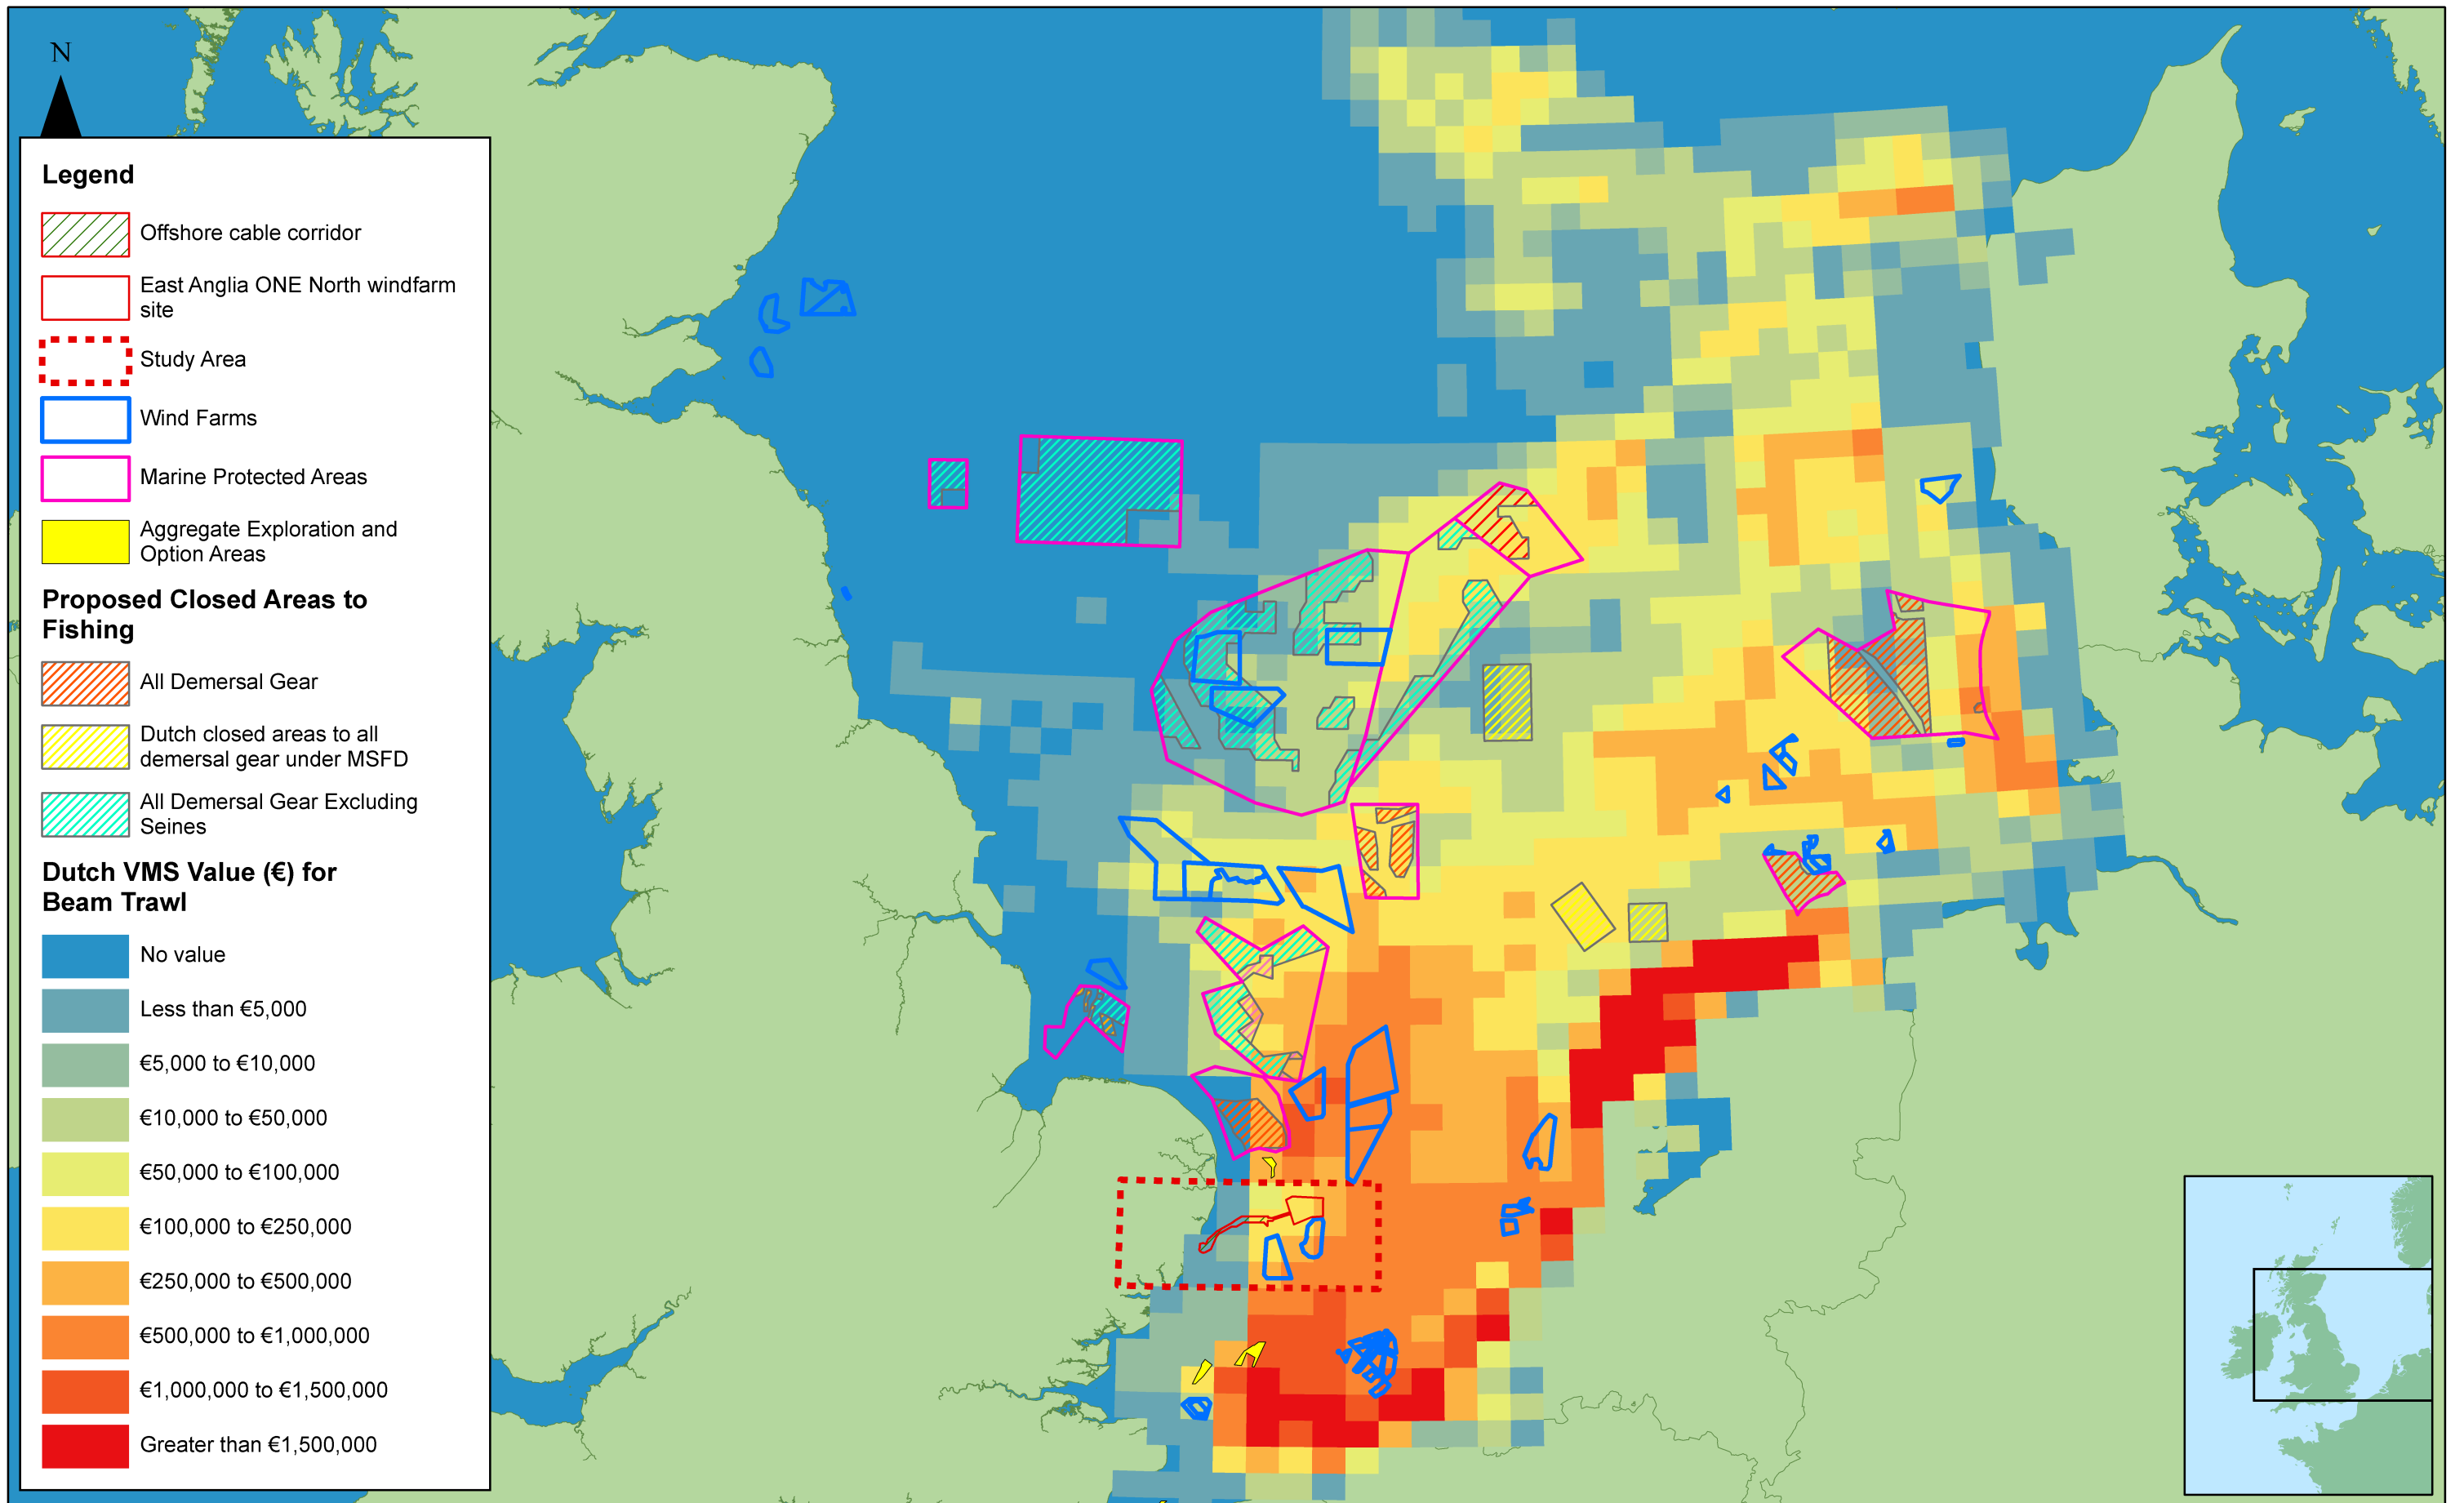 N
Legend
Offshore cable corridor
East Anglia ONE North windfarm
site
Study Area
Wind Farms
Marine Protected Areas
Aggregate Exploration and
Option Areas
Proposed Closed Areas to
Fishing
All Demersal Gear
Dutch closed areas to all
demersal gear under MSFD
All Demersal Gear Excluding
Seines
Dutch VMS Value (€) for
Beam Trawl
No value
Less than €5,000
€5,000 to €10,000
€10,000 to €50,000
€50,000 to €100,000
€100,000 to €250,000
€250,000 to €500,000
€500,000 to €1,000,000
€1,000,000 to €1,500,000
Greater than €1,500,000